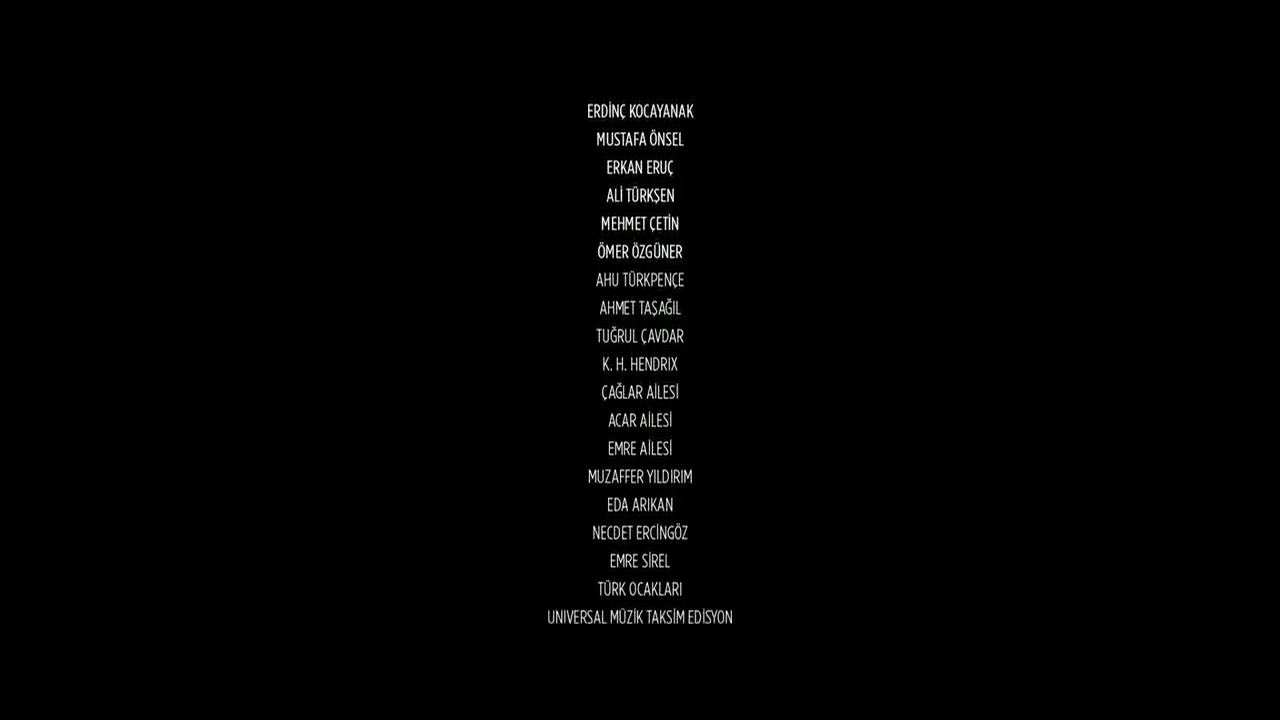 ERDİNÇ KOCAYANAK
MUSTAFA ÖNSEL
ERKAN ERUÇ
ALİ TÜRKŞEN
MEHMET ÇETİN
ÖMER ÖZGÜNER
AHU TÜRKPENÇE
AHMET TAŞAĞIL
TUĞRUL ÇAVDAR
K. H. HENDRIX
ÇAĞLAR AİLESİ
ACAR AİLESİ
EMRE AİLESİ
MUZAFFER YILDIRIM
EDA ARIKAN
NECDET ERCİNGÖZ
EMRE SİREL
TÜRK OCAKLARI
UNIVERSAL MÜZİK TAKSİM EDİSYON